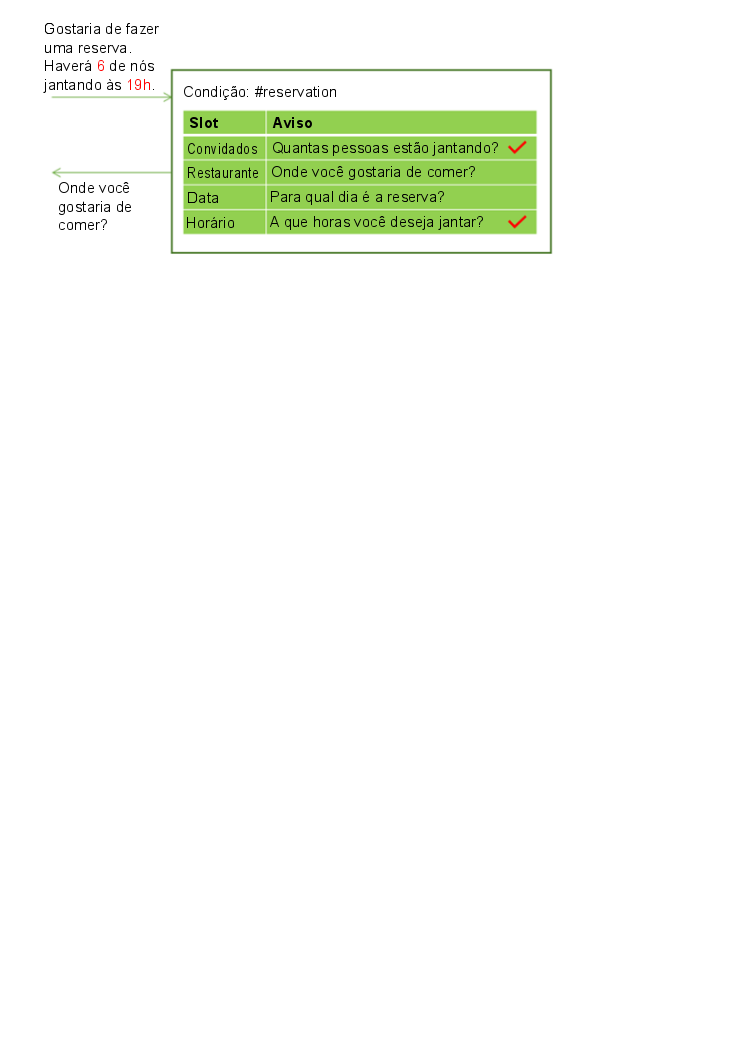 Gostaria de fazer
uma reserva.
Haverá 6 de nós
jantando às 19h.
Condição: #reservation
Slot Aviso
Convidados Quantas pessoas estão jantando?
Restaurante Onde você gostaria de comer?
Data Para qual dia é a reserva?
Horário A que horas você deseja jantar?
Onde você
gostaria de
comer?